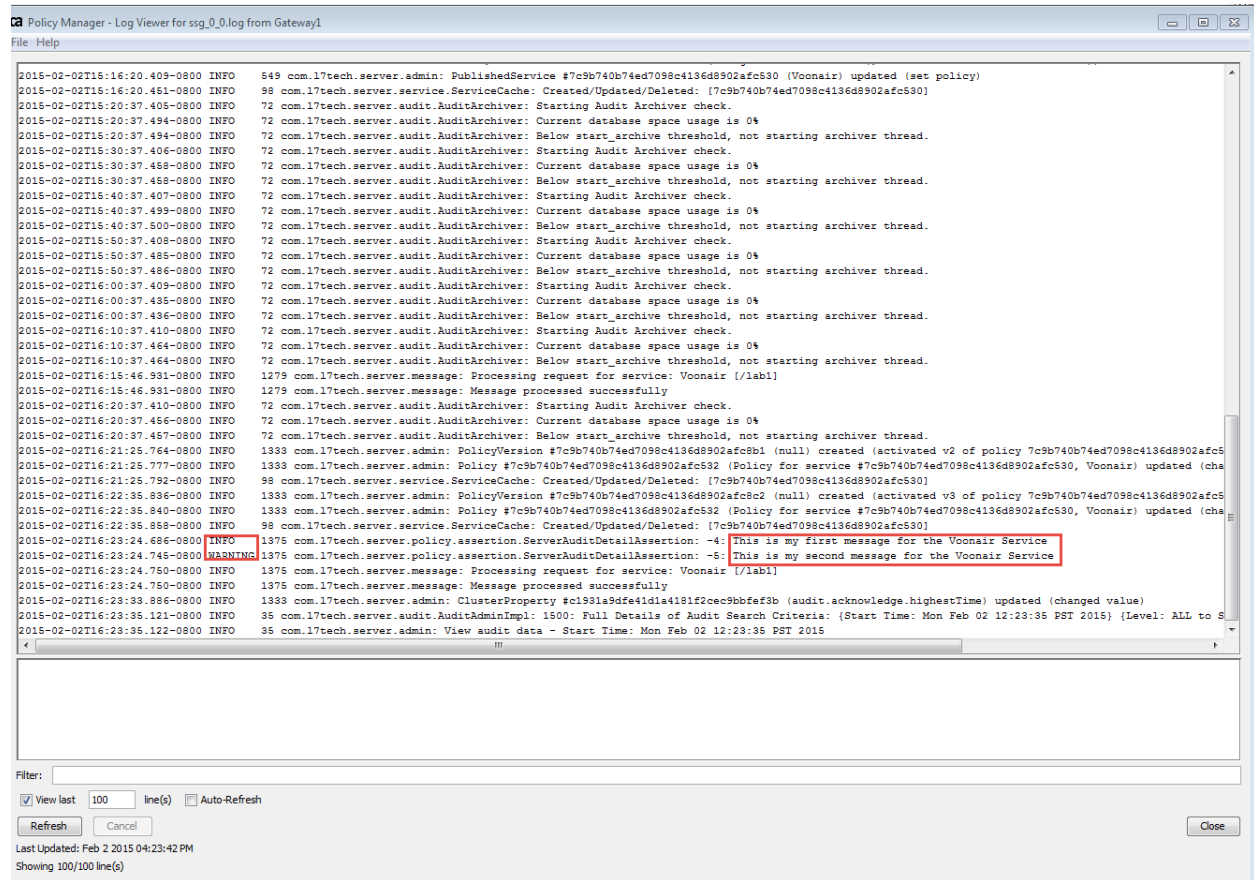 ca Policy Manager - Log Viewer for ssg_0_0.log from Gateway1
File Help
2015-02-02T15:16:20.409-0800 INFO 549 com.l7tech.server.admin: PublishedService #7c9b740b74ed7098c4136d8902afc530 (Voonair) updated (set policy)
2015-02-02T15:16:20.451-0800 INFO 98 com.l7tech.server.service.ServiceCache: Created/Updated/Deleted: [7c9b740b74ed7098c4136d8902afc530]
2015-02-02T15:20:37.405-0800 INFO 72 com.l7tech.server.audit.AuditArchiver: Starting Audit Archiver check.
2015-02-02T15:20:37.494-0800 INFO 72 com.l7tech.server.audit.AuditArchiver: Current database space usage is 0%
2015-02-02T15:20:37.494-0800 INFO 72 com.l7tech.server.audit.AuditArchiver: Below start_archive threshold, not starting archiver thread.
2015-02-02T15:30:37.406-0800 INFO 72 com.l7tech.server.audit.AuditArchiver: Starting Audit Archiver check.
2015-02-02T15:30:37.458-0800 INFO 72 com.l7tech.server.audit.AuditArchiver: Current database space usage is 0%
2015-02-02T15:30:37.458-0800 INFO 72 com.l7tech.server.audit.AuditArchiver: Below start_archive threshold, not starting archiver thread.
2015-02-02T15:40:37.407-0800 INFO 72 com.l7tech.server.audit.AuditArchiver: Starting Audit Archiver check.
2015-02-02T15:40:37.499-0800 INFO 72 com.l7tech.server.audit.AuditArchiver: Current database space usage is 0%
2015-02-02T15:40:37.500-0800 INFO 72 com.l7tech.server.audit.AuditArchiver: Below start_archive threshold, not starting archiver thread.
2015-02-02T15:50:37.408-0800 INFO 72 com.l7tech.server.audit.AuditArchiver: Starting Audit Archiver check.
2015-02-02T15:50:37.485-0800 INFO 72 com.l7tech.server.audit.AuditArchiver: Current database space usage is 0%
2015-02-02T15:50:37.486-0800 INFO 72 com.l7tech.server.audit.AuditArchiver: Below start_archive threshold, not starting archiver thread.
2015-02-02T16:00:37.409-0800 INFO 72 com.l7tech.server.audit.AuditArchiver: Starting Audit Archiver check.
2015-02-02T16:00:37.435-0800 INFO 72 com.l7tech.server.audit.AuditArchiver: Current database space usage is 0%
2015-02-02T16:00:37.436-0800 INFO 72 com.l7tech.server.audit.AuditArchiver: Below start_archive threshold, not starting archiver thread.
2015-02-02T16:10:37.410-0800 INFO 72 com.l7tech.server.audit.AuditArchiver: Starting Audit Archiver check.
2015-02-02T16:10:37.464-0800 INFO 72 com.l7tech.server.audit.AuditArchiver: Current database space usage is 0%
2015-02-02T16:10:37.464-0800 INFO 72 com.l7tech.server.audit.AuditArchiver: Below start_archive threshold, not starting archiver thread.
2015-02-02T16:15:46.931-0800 INFO 1279 com.l7tech.server.message: Processing request for service: Voonair [/lab1]
2015-02-02T16:15:46.931-0800 INFO 1279 com.l7tech.server.message: Message processed successfully
2015-02-02T16:20:37.410-0800 INFO 72 com.l7tech.server.audit.AuditArchiver: Starting Audit Archiver check.
2015-02-02T16:20:37.456-0800 INFO 72 com.l7tech.server.audit.AuditArchiver: Current database space usage is 0%
2015-02-02T16:20:37.457-0800 INFO 72 com.l7tech.server.audit.AuditArchiver: Below start_archive threshold, not starting archiver thread.
2015-02-02T16:21:25.764-0800 INFO 1333 com.l7tech.server.admin: PolicyVersion #7c9b740b74ed7098c4136d8902afc8b1 (null) created (activated v2 of policy 7c9b740b74ed7098c4136d8902afc5
2015-02-02T16:21:25.777-0800 INFO 1333 com.l7tech.server.admin: Policy #7c9b740b74ed7098c4136d8902afc532 (Policy for service #7c9b740b74ed7098c4136d8902afc530, Voonair) updated (cha
2015-02-02T16:21:25.792-0800 INFO 98 com.l7tech.server.service.ServiceCache: Created/Updated/Deleted: [7c9b740b74ed7098c4136d8902afc530]
2015-02-02T16:22:35.836-0800 INFO 1333 com.l7tech.server.admin: PolicyVersion #7c9b740b74ed7098c4136d8902afc8c2 (null) created (activated v3 of policy 7c9b740b74ed7098c4136d8902afc5
2015-02-02T16:22:35.840-0800 INFO 1333 com.l7tech.server.admin: Policy #7c9b740b74ed7098c4136d8902afc532 (Policy for service #7c9b740b74ed7098c4136d8902afc530, Voonair) updated (cha
2015-02-02T16:22:35.858-0800 INFO 98 com.l7tech.server.service.ServiceCache: Created/Updated/Deleted: [7c9b740b74ed7098c4136d8902afc530]
2015-02-02T16:23:24.686-0800 INFO 1375 com.l7tech.server.policy.assertion.ServerAuditDetailAssertion: -4: This is my first message for the Voonair Service
2015-02-02T16:23:24.745-0800 WARNING 1375 com.l7tech.server.policy.assertion.ServerAuditDetailAssertion: -5: This is my second message for the Voonair Service
2015-02-02T16:23:24.750-0800 INFO 1375 com.l7tech.server.message: Processing request for service: Voonair [/lab1]
2015-02-02T16:23:24.750-0800 INFO 1375 com.l7tech.server.message: Message processed successfully
2015-02-02T16:23:33.886-0800 INFO 1333 com.l7tech.server.admin: ClusterProperty #c1931a9dfe41d1a4181f2cec9bbfef3b (audit.acknowledge.highestTime) updated (changed value)
2015-02-02T16:23:35.121-0800 INFO 35 com.l7tech.server.audit.AuditAdminImpl: 1500: Full Details of Audit Search Criteria: {Start Time: Mon Feb 02 12:23:35 PST 2015} {Level: ALL to S
2015-02-02T16:23:35.122-0800 INFO 35 com.l7tech.server.admin: View audit data - Start Time: Mon Feb 02 12:23:35 PST 2015
Filter:
View last 100 line(s) Auto-Refresh
Refresh Cancel Close
Last Updated: Feb 2 2015 04:23:42 PM
Showing 100/100 line(s)